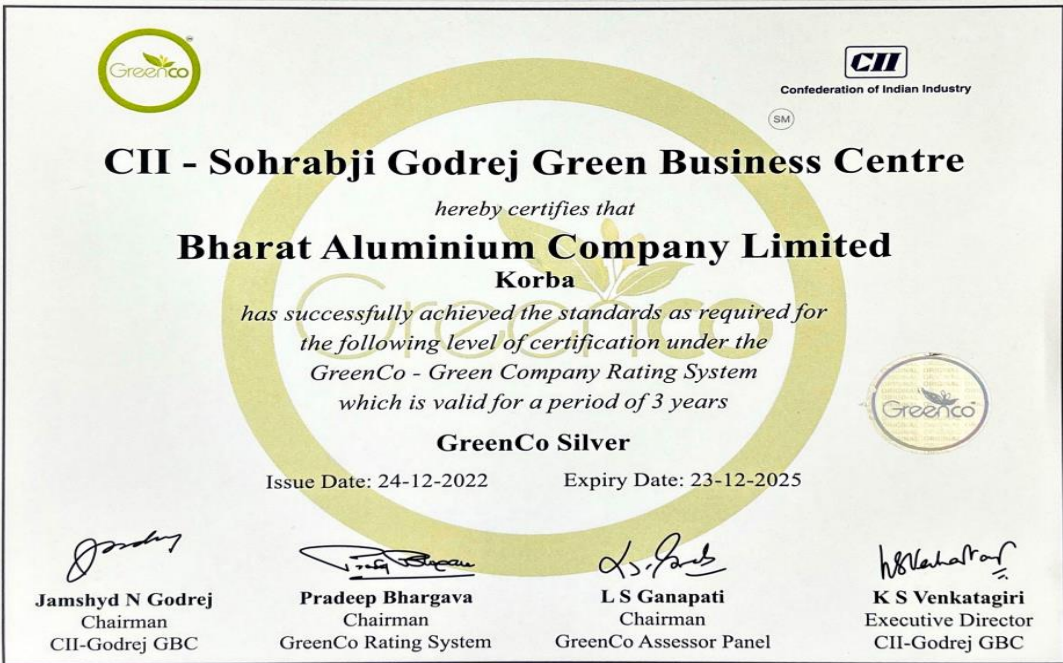 Greenco
CII
Confederation of Indian Industry
SM
CII - Sohrabji Godrej Green Business Centre
hereby certifies that
Bharat Aluminium Company Limited
Korba
has successfully achieved the standards as required for
the following level of certification under the
GreenCo - Green Company Rating System
which is valid for a period of 3 years
Greenco
Greenco
GreenCo Silver
Issue Date: 24-12-2022 Expiry Date: 23-12-2025
Jamshyd N Godrej
Chairman
CII-Godrej GBC
Pradeep Bhargava
Chairman
GreenCo Rating System
L S Ganapati
Chairman
GreenCo Assessor Panel
K S Venkatagiri
Executive Director
CII-Godrej GBC